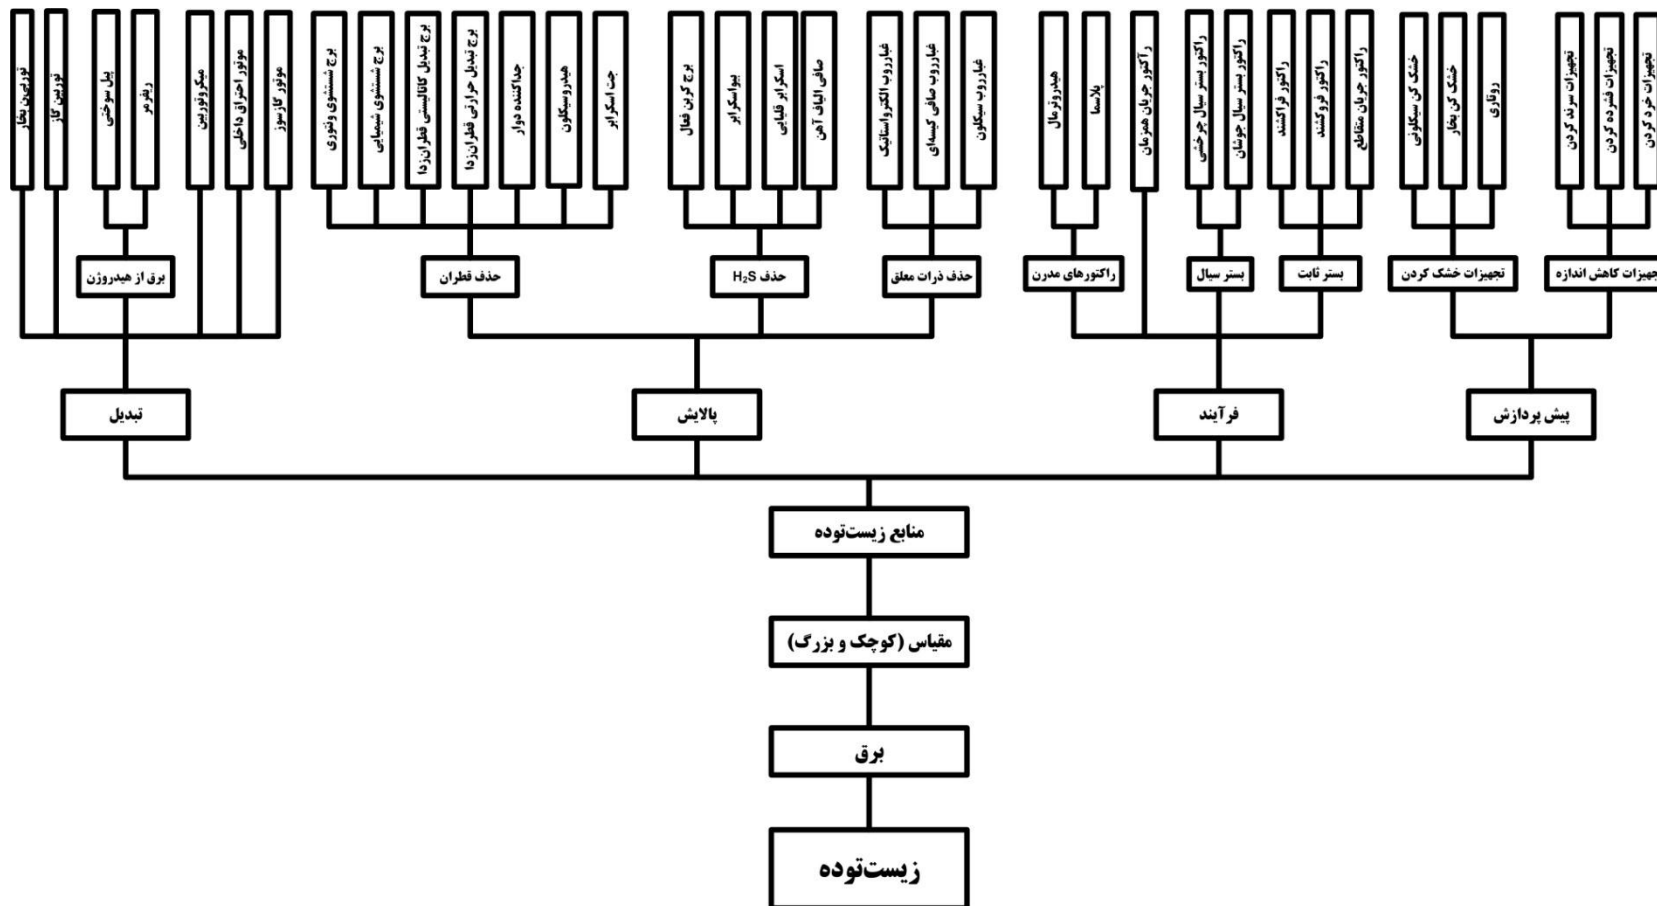 توربین بخار
توربین گاز
پیل سوختی
ریفرمر
میکروتوربین
موتور احتراق داخلی
موتور گازسوز
برج شستشوی ونتوری
برج شستشوی شیمیایی
برج تبدیل کاتالیستی قطران‌زدا
برج تبدیل حرارتی قطران‌زدا
جداکننده دوار
هیدروسیکلون
جت اسکرابر
برج کربن فعال
بیواسکرابر
اسکرابر قلیایی
صافی الیاف آهن
غبارروب الکترواستاتیک
غبارروب صافی کیسه‌ای
غبارروب سیکلون
هیدروترمال
پلاسما
رآکتور جریان همزمان
راکتور بستر سیال چرخشی
راکتور بستر سیال جوشان
راکتور فراکشند
راکتور فروکشند
راکتور جریان متقاطع
خشک کن سیکلونی
خشک کن بخار
روتاری
تجهیزات سرند کردن
تجهیزات فشرده کردن
تجهیزات خرد کردن
برق از هیدروژن
حذف قطران
حذف H₂S
حذف ذرات معلق
راکتورهای مدرن
بستر سیال
بستر ثابت
تجهیزات خشک کردن
تجهیزات کاهش اندازه
تبدیل
پالایش
فرآیند
پیش پردازش
منابع زیست‌توده
مقیاس (کوچک و بزرگ)
برق
زیست‌توده